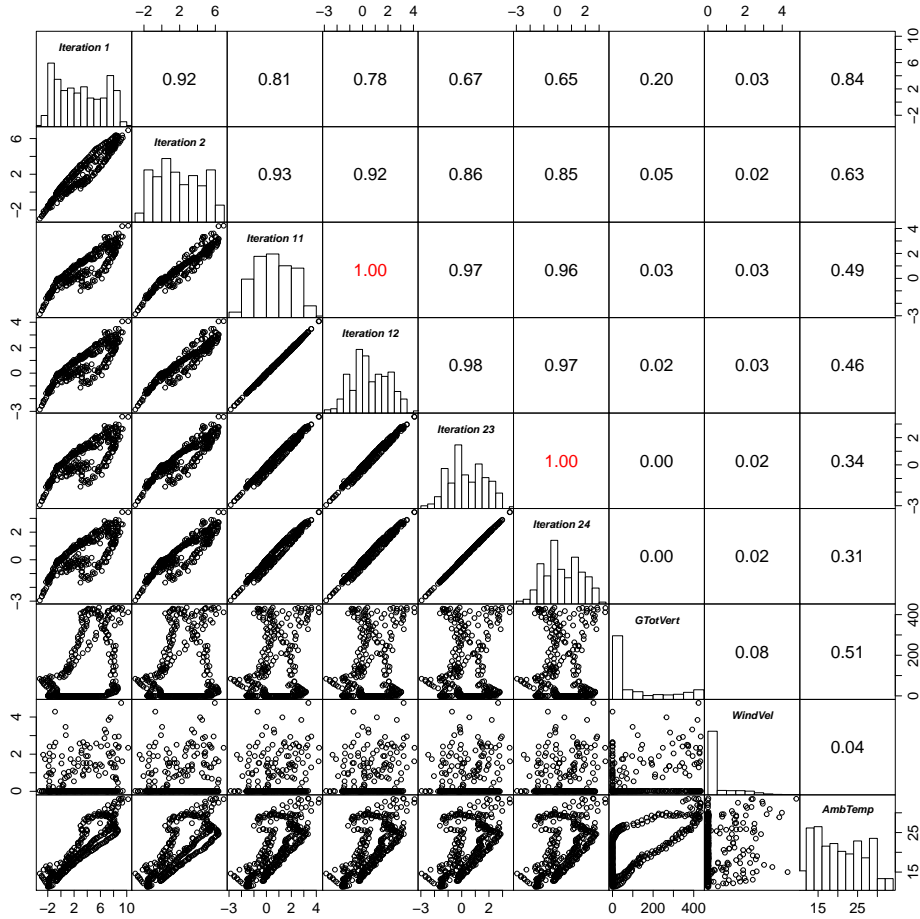 −2 2 6
−3 0 2 4
−3 0 2
0 2 4
Iteration 1
0.92
0.81
0.78
0.67
0.65
0.20
0.03
0.84
−2 2 6 10
−2 2 6
Iteration 2
0.93
0.92
0.86
0.85
0.05
0.02
0.63
Iteration 11
1.00
0.97
0.96
0.03
0.03
0.49
−3 0 2 4
−3 0 2 4
Iteration 12
0.98
0.97
0.02
0.03
0.46
Iteration 23
1.00
0.00
0.02
0.34
−3 0 2
−3 0 2
Iteration 24
0.00
0.02
0.31
GTotVert
0.08
0.51
0 200 400
0 2 4
WindVel
0.04
AmbTemp
15 25
−2 2 6 10
−3 0 2 4
−3 0 2
0 200 400
15 25